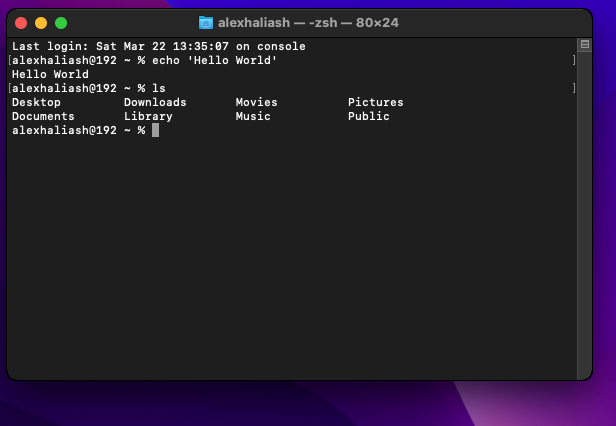 alexhaliash — -zsh — 80×24
Last login: Sat Mar 22 13:35:07 on console
[alexhaliash@192 ~ % echo 'Hello World' ]
Hello World
[alexhaliash@192 ~ % ls ]
Desktop Downloads Movies Pictures
Documents Library Music Public
alexhaliash@192 ~ %